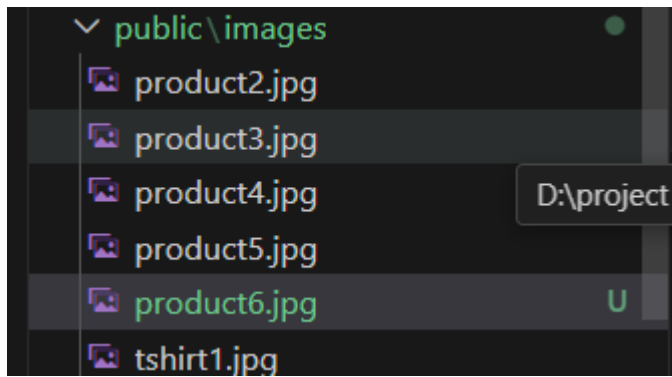 public\images
product2.jpg
product3.jpg
product4.jpg
D:\project
product5.jpg
product6.jpg U
tshirt1.jpg